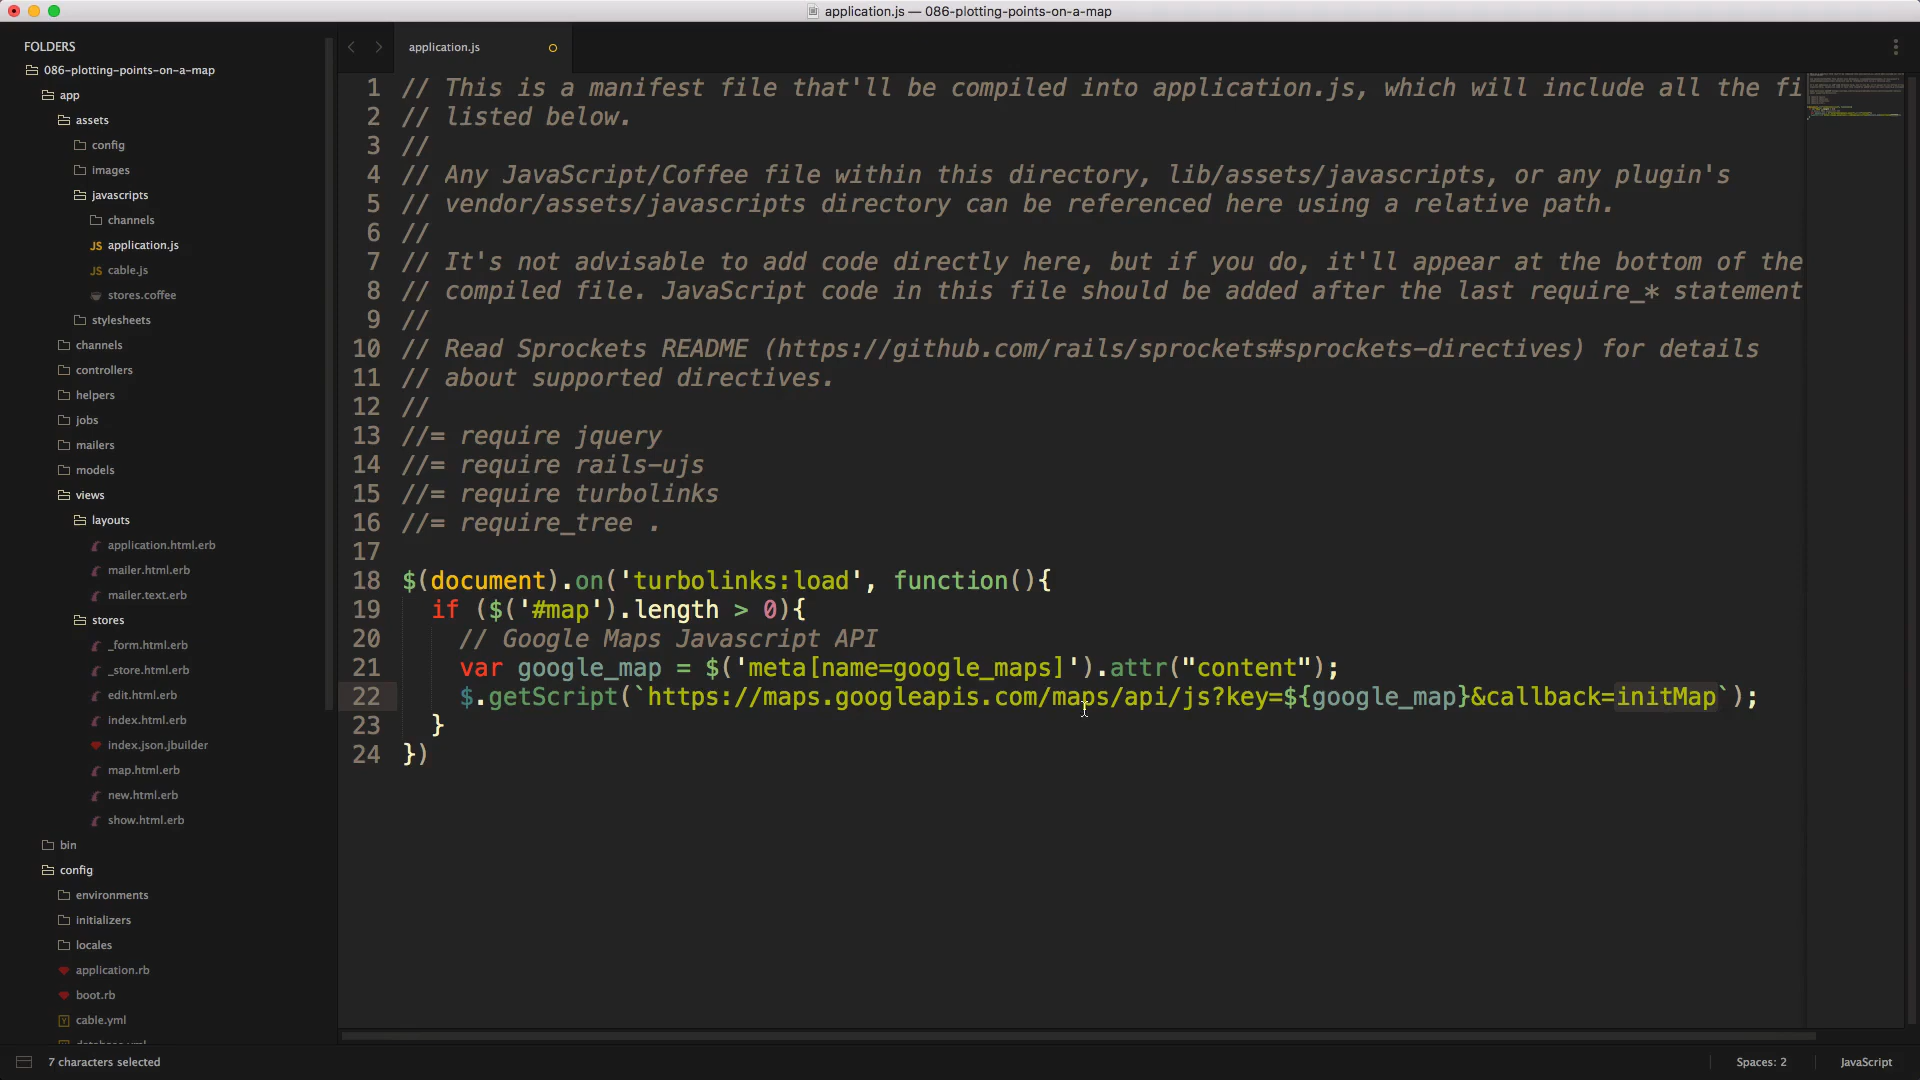 application.js — 086-plotting-points-on-a-map
FOLDERS
086-plotting-points-on-a-map
app
assets
config
images
javascripts
channels
application.js
cable.js
stores.coffee
stylesheets
channels
controllers
helpers
jobs
mailers
models
views
layouts
application.html.erb
mailer.html.erb
mailer.text.erb
stores
_form.html.erb
_store.html.erb
edit.html.erb
index.html.erb
index.json.jbuilder
map.html.erb
new.html.erb
show.html.erb
bin
config
environments
initializers
locales
application.rb
boot.rb
cable.yml
application.js
1 // This is a manifest file that'll be compiled into application.js, which will include all the fi
2 // listed below.
3 //
4 // Any JavaScript/Coffee file within this directory, lib/assets/javascripts, or any plugin's
5 // vendor/assets/javascripts directory can be referenced here using a relative path.
6 //
7 // It's not advisable to add code directly here, but if you do, it'll appear at the bottom of the
8 // compiled file. JavaScript code in this file should be added after the last require_* statement
9 //
10 // Read Sprockets README (https://github.com/rails/sprockets#sprockets-directives) for details
11 // about supported directives.
12 //
13 //= require jquery
14 //= require rails-ujs
15 //= require turbolinks
16 //= require_tree .
17
18 $(document).on('turbolinks:load', function(){
19 if ($('#map').length > 0){
20 // Google Maps Javascript API
21 var google_map = $('meta[name=google_maps]').attr("content");
22 $.getScript(`https://maps.googleapis.com/maps/api/js?key=${google_map}&callback=initMap`);
23 }
24 })
7 characters selected
Spaces: 2
JavaScript